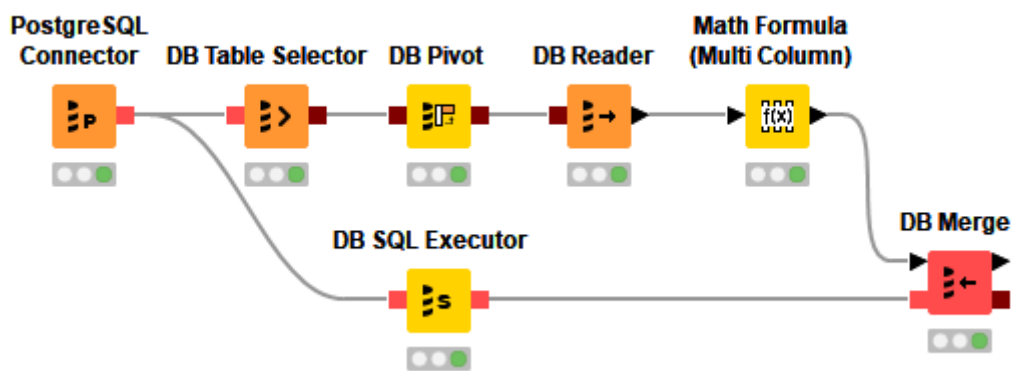 PostgreSQL
Connector
DB Table Selector
DB Pivot
DB Reader
Math Formula
(Multi Column)
P
f(x)
DB SQL Executor
S
DB Merge